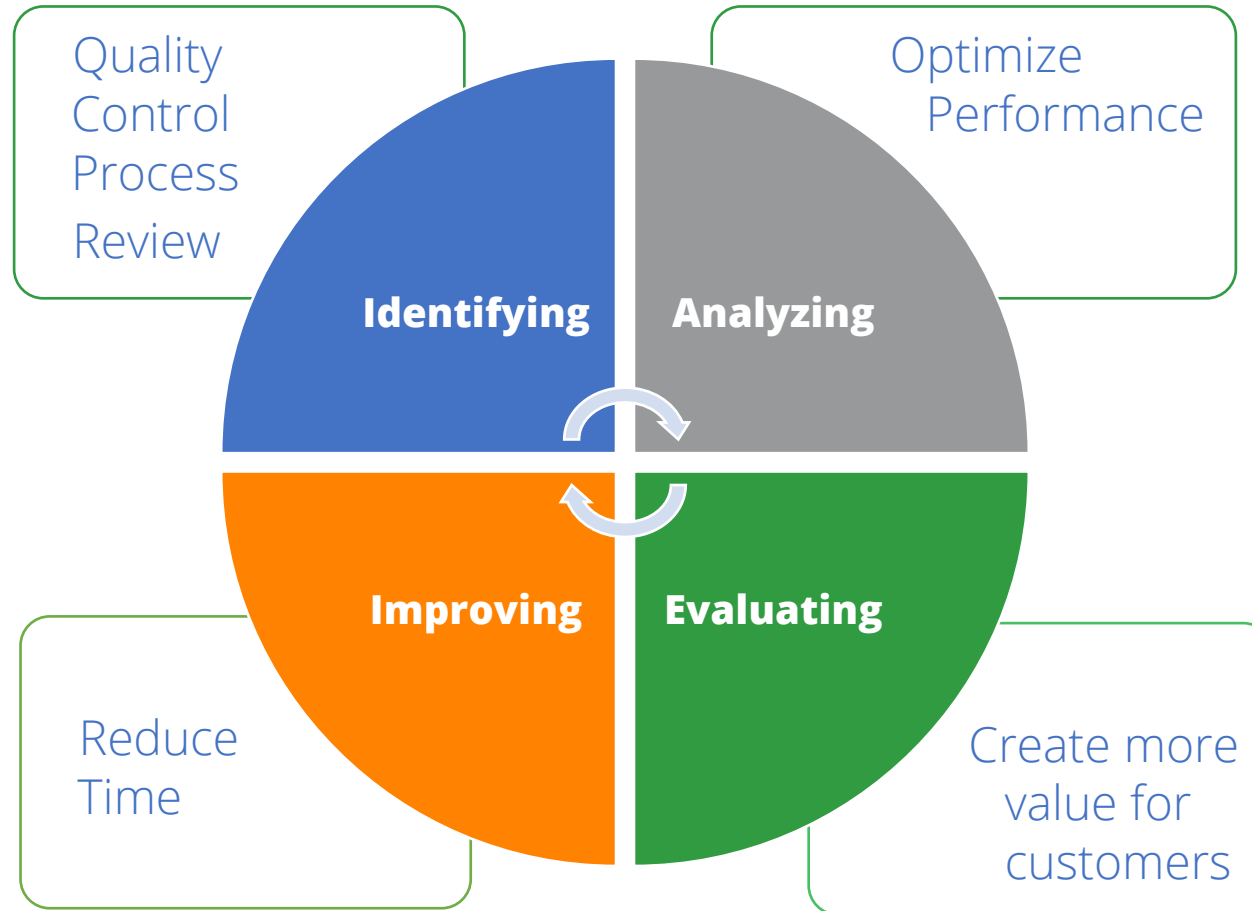 Quality
Control
Process
Review
Optimize
Performance
Identifying
Analyzing
Improving
Evaluating
Reduce
Time
Create more
value for
customers